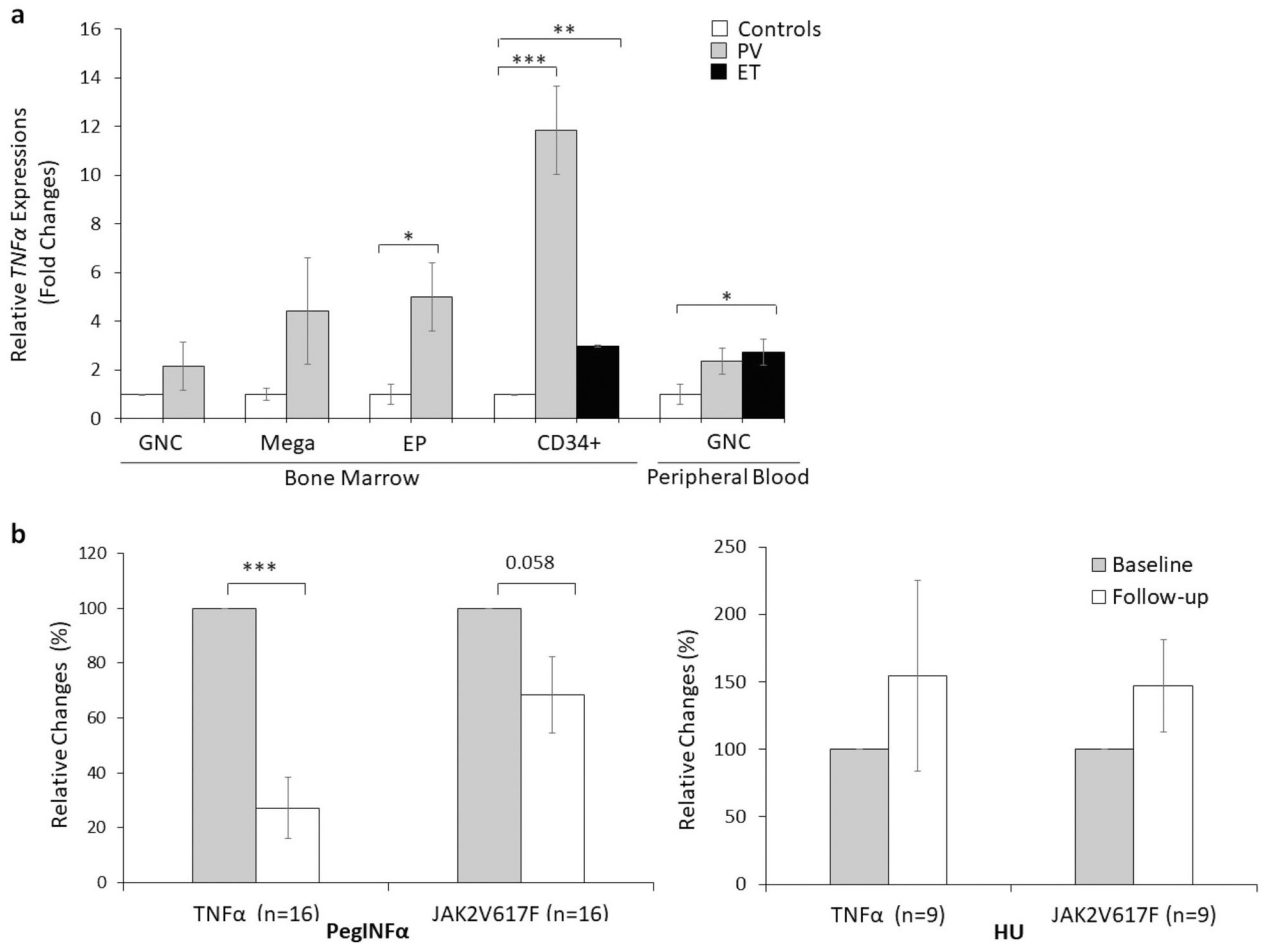 a
Relative TNFα Expressions
(Fold Changes)
16
14
12
10
8
6
4
2
0
Controls
PV
ET
*
***
**
*
GNC Mega EP CD34+ GNC
Bone Marrow Peripheral Blood
b
Relative Changes (%)
120
100
80
60
40
20
0
***
0.058
TNFα (n=16) JAK2V617F (n=16)
PegINFα
Relative Changes (%)
250
200
150
100
50
0
Baseline
Follow-up
TNFα (n=9) JAK2V617F (n=9)
HU